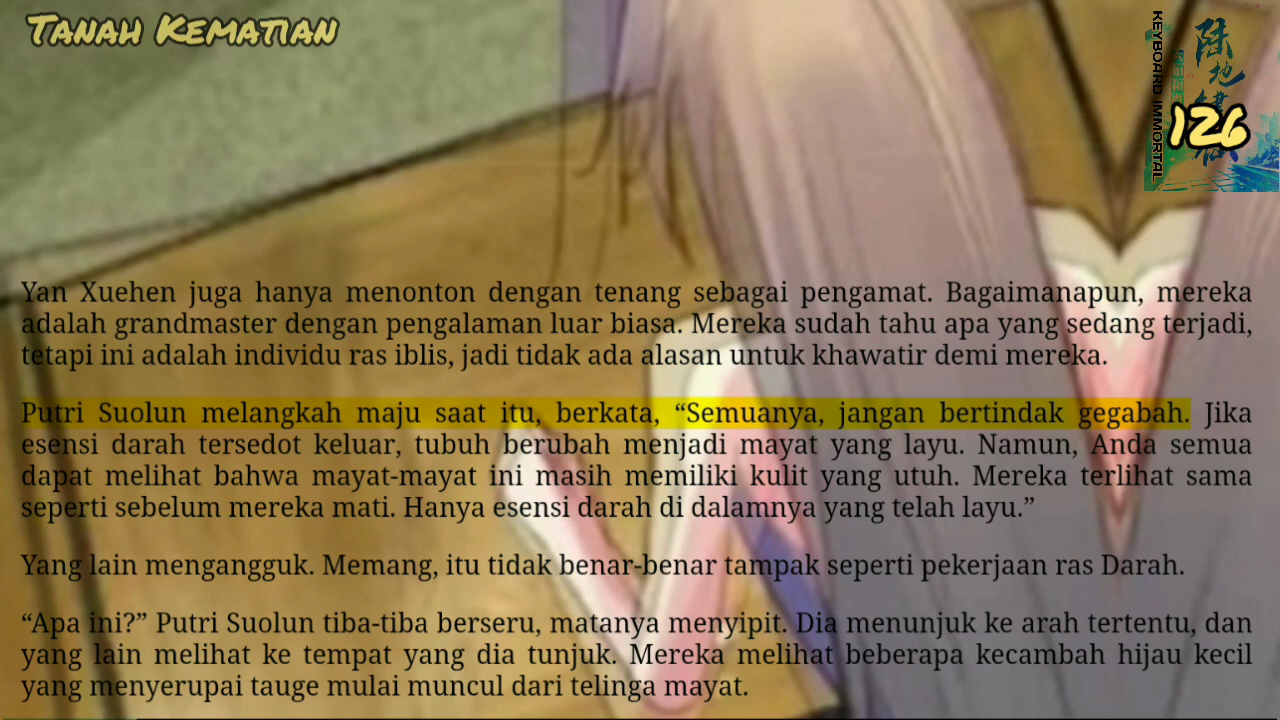 Tanah Kematian
KEYBOARD IMMORTAL
126
Yan Xuehen juga hanya menonton dengan tenang sebagai pengamat. Bagaimanapun, mereka
adalah grandmaster dengan pengalaman luar biasa. Mereka sudah tahu apa yang sedang terjadi,
tetapi ini adalah individu ras iblis, jadi tidak ada alasan untuk khawatir demi mereka.
Putri Suolun melangkah maju saat itu, berkata, “Semuanya, jangan bertindak gegabah. Jika
esensi darah tersedot keluar, tubuh berubah menjadi mayat yang layu. Namun, Anda semua
dapat melihat bahwa mayat-mayat ini masih memiliki kulit yang utuh. Mereka terlihat sama
seperti sebelum mereka mati. Hanya esensi darah di dalamnya yang telah layu.”
Yang lain mengangguk. Memang, itu tidak benar-benar tampak seperti pekerjaan ras Darah.
“Apa ini?” Putri Suolun tiba-tiba berseru, matanya menyipit. Dia menunjuk ke arah tertentu, dan
yang lain melihat ke tempat yang dia tunjuk. Mereka melihat beberapa kecambah hijau kecil
yang menyerupai tauge mulai muncul dari telinga mayat.